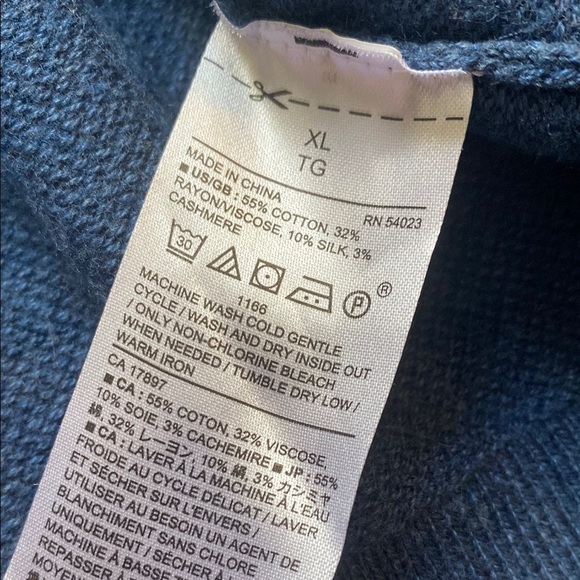 XL
TG
MADE IN CHINA RN 54023
■ US/GB : 55% COTTON, 32%
RAYON/VISCOSE, 10% SILK, 3%
CASHMERE
30 P ®
1166
MACHINE WASH COLD GENTLE
CYCLE / WASH AND DRY INSIDE OUT
/ ONLY NON-CHLORINE BLEACH
WHEN NEEDED / TUMBLE DRY LOW /
WARM IRON
CA 17897
■ CA : 55% COTON, 32% VISCOSE,
10% SOIE, 3% CACHEMIRE ■ JP : 55%
綿, 32% レーヨン, 10% 絹, 3% カシミヤ
■ CA : LAVER À LA MACHINE À L'EAU
FROIDE AU CYCLE DÉLICAT / LAVER
ET SÉCHER SUR L'ENVERS /
UTILISER AU BESOIN UN AGENT DE
BLANCHIMENT SANS CHLORE
UNIQUEMENT / SÉCHER À
MACHINE À BASSE
REPASSER À
MOYEN